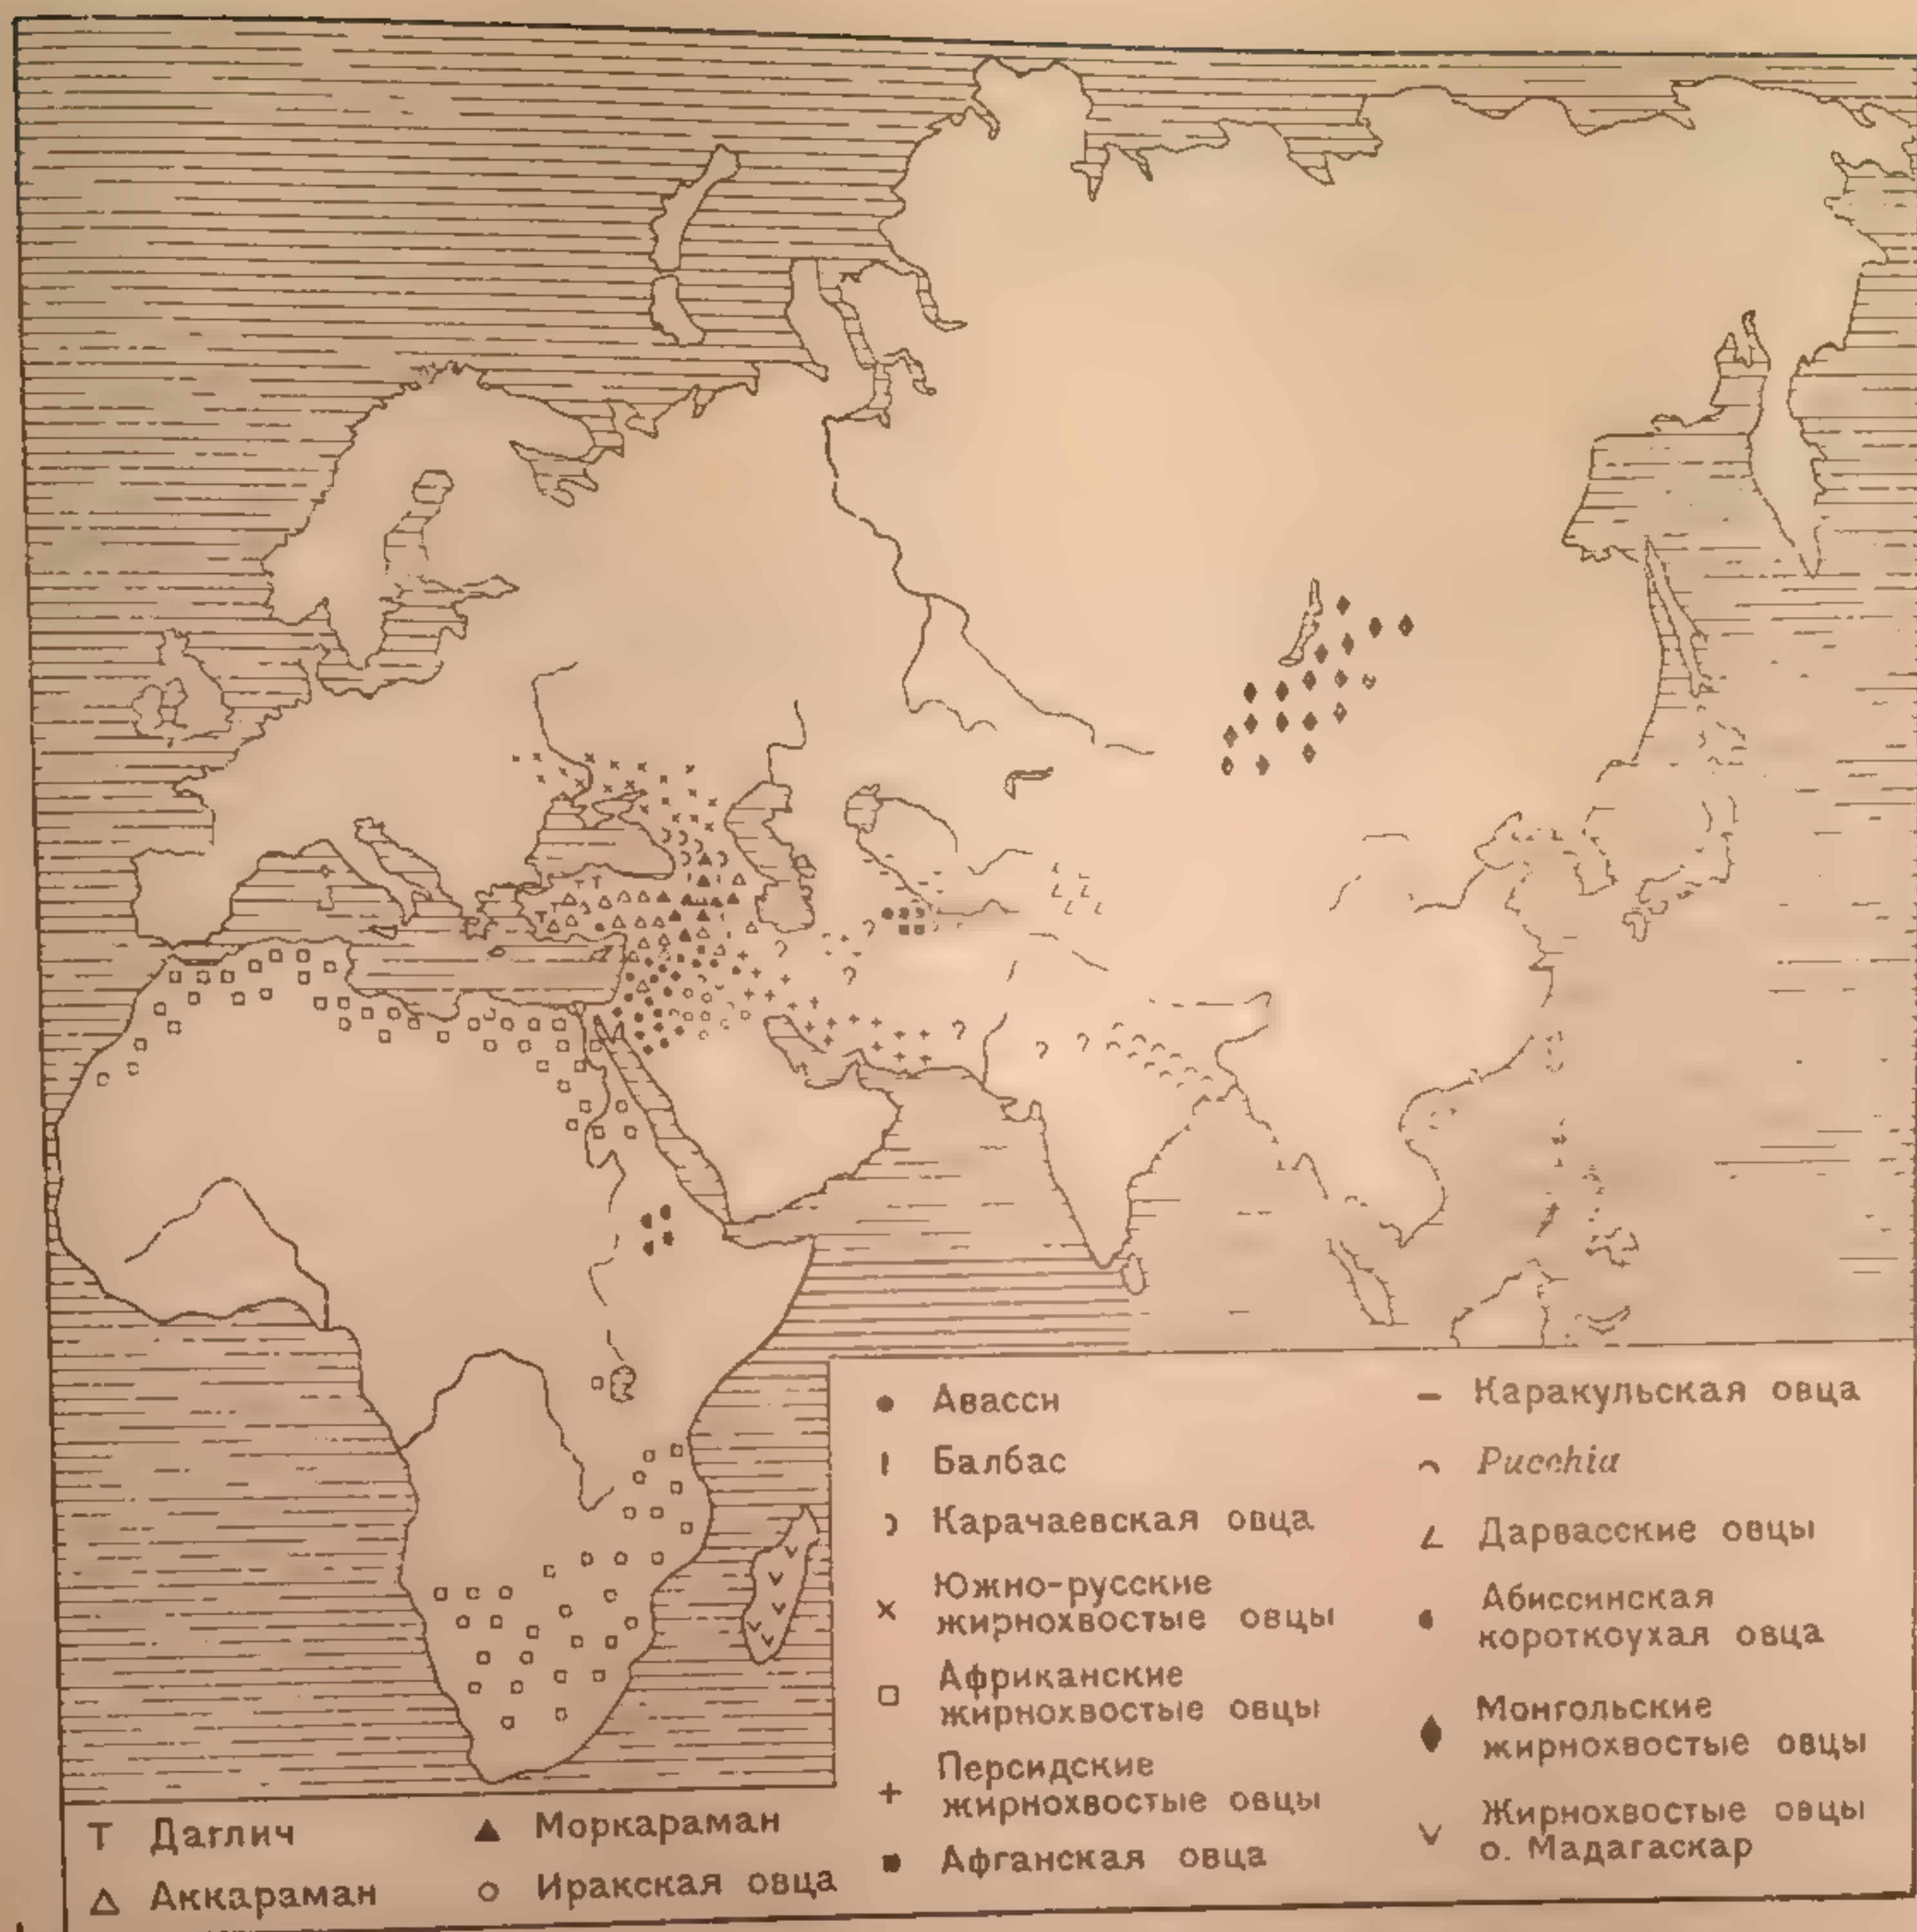 Авасси
Балбас
Карачаевская овца
Южно-русские
жирнохвостые овцы
Африканские
жирнохвостые овцы
Персидские
жирнохвостые овцы
Афганская овца
Каракульская овца
Pucchia
Дарвасские овцы
Абиссинская
короткоухая овца
Монгольские
жирнохвостые овцы
Жирнохвостые овцы
о. Мадагаскар
Т Даглич
Аккараман
Моркараман
Иракская овца